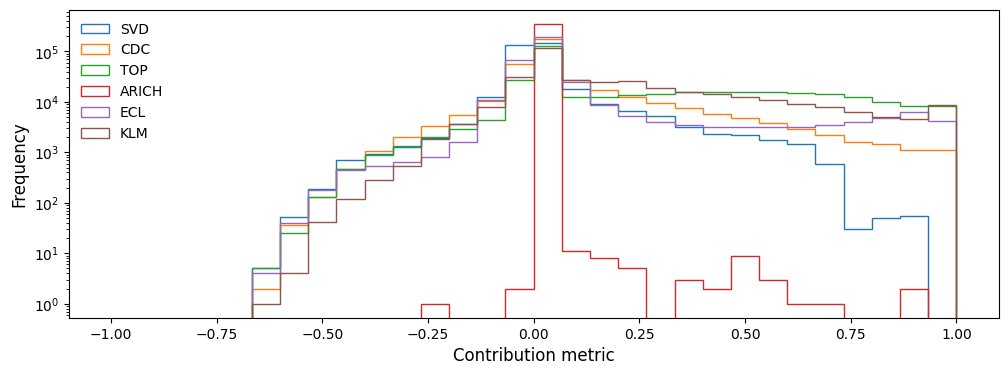 SVD
CDC
TOP
ARICH
ECL
KLM
Frequency
10⁵
10⁴
10³
10²
10¹
10⁰
−1.00 −0.75 −0.50 −0.25 0.00 0.25 0.50 0.75 1.00
Contribution metric